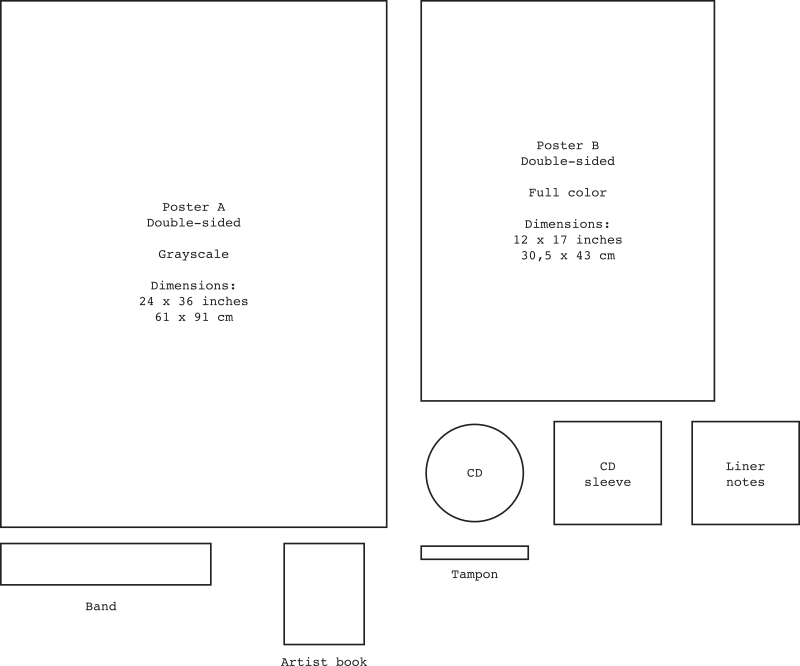 Poster A
Double-sided
Grayscale
Dimensions:
24 x 36 inches
61 x 91 cm
Poster B
Double-sided
Full color
Dimensions:
12 x 17 inches
30,5 x 43 cm
CD
CD
sleeve
Liner
notes
Band
Artist book
Tampon